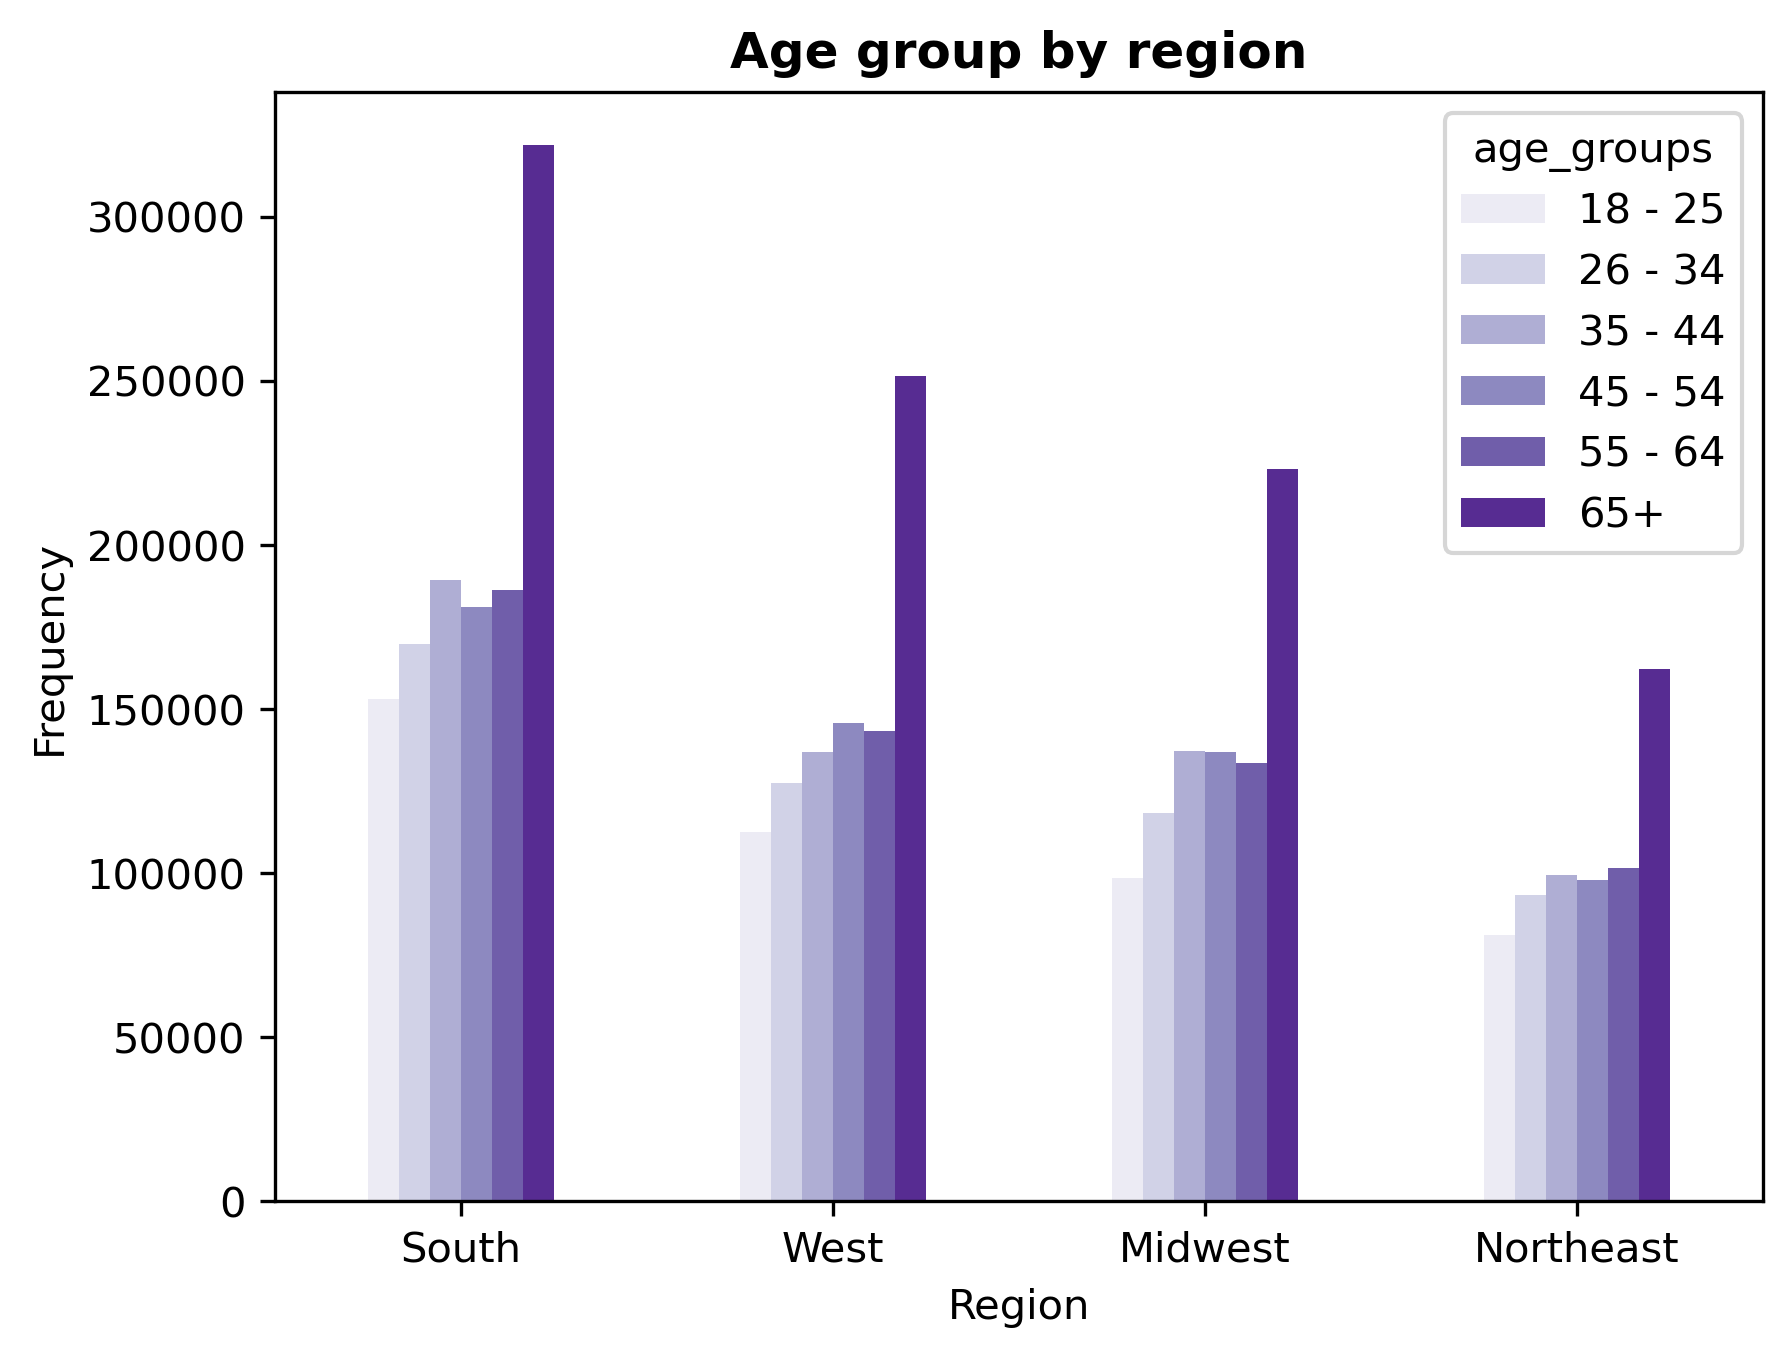 Age group by region
age_groups
18 - 25
26 - 34
35 - 44
45 - 54
55 - 64
65+
Frequency
300000
250000
200000
150000
100000
50000
0
South West Midwest Northeast
Region